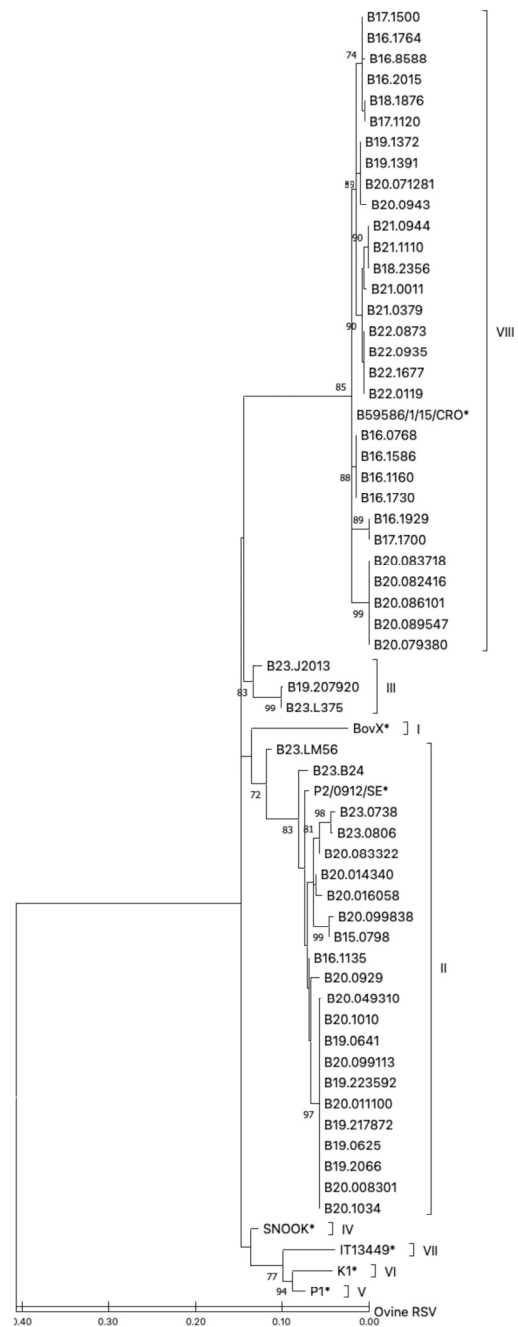 B17.1500
B16.1764
74
B16.8588
B16.2015
B18.1876
B17.1120
B19.1372
B19.1391
B20.071281
B20.0943
B21.0944
90
B21.1110
B18.2356
B21.0011
B21.0379
90
B22.0873
VIII
B22.0935
B22.1677
85
B22.0119
B59586/1/15/CRO*
B16.0768
B16.1586
88
B16.1160
B16.1730
89
B16.1929
B17.1700
B20.083718
B20.082416
B20.086101
99
B20.089547
B20.079380
B23.J2013
83
B19.207920
III
99
B23.L375
BovX*
I
B23.LM56
B23.B24
72
P2/0912/SE*
98
B23.0738
83
81
B23.0806
B20.083322
B20.014340
B20.016058
B20.099838
99
B15.0798
B16.1135
II
B20.0929
B20.049310
B20.1010
B19.0641
B20.099113
B19.223592
B20.011100
97
B19.217872
B19.0625
B19.2066
B20.008301
B20.1034
SNOOK*
IV
IT13449*
VII
77
K1*
VI
94
P1*
V
Ovine RSV
0.40
0.30
0.20
0.10
0.00